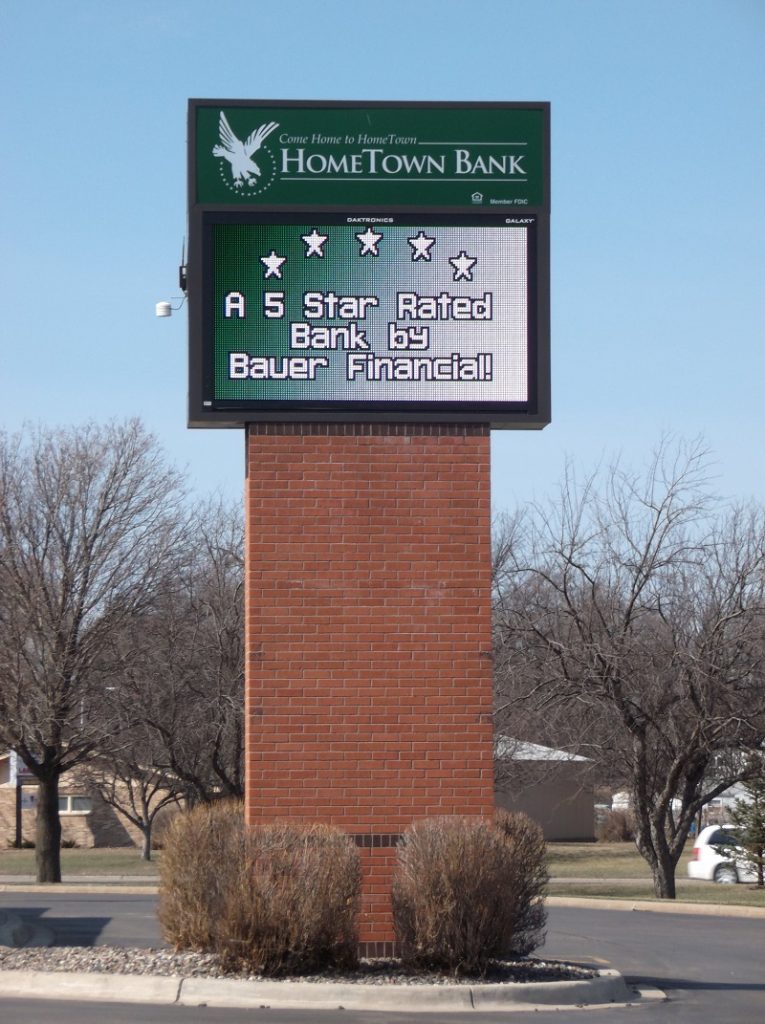 Come Home to HomeTown
HomeTown Bank
Member FDIC
DAKTRONICS GALAXY
A 5 Star Rated
Bank by
Bauer Financial!